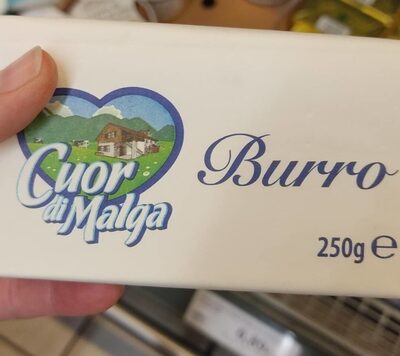 Cuor
di Malga
Burro
250g e